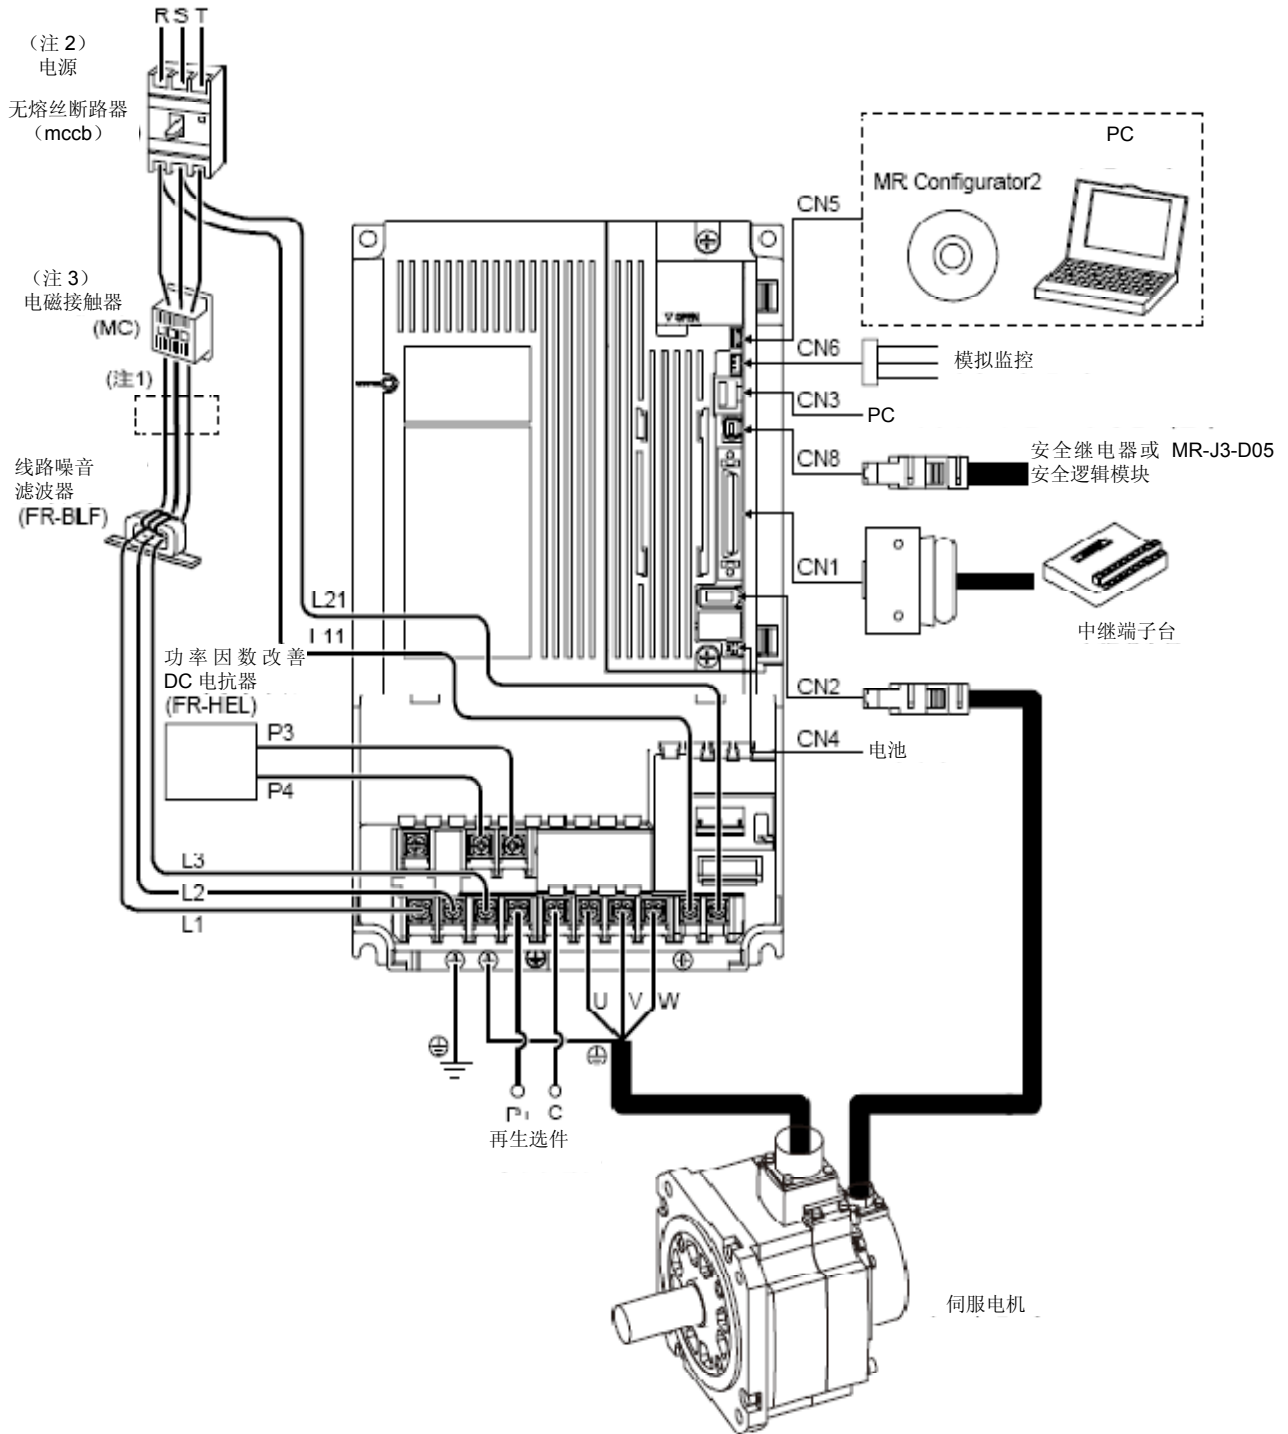 R S T
（注 2）
电源
无熔丝断路器
（mccb）
PC
MR Configurator2
CN5
（注 3）
电磁接触器
(MC)
(注1)
OPEN
CN6
模拟监控
CN3
PC
CN8
安全继电器或 MR-J3-D05
安全逻辑模块
线路噪音
滤波器
(FR-BLF)
CN1
中继端子台
L21
L11
功率因数改善
DC 电抗器
(FR-HEL)
CN2
P3
CN4
电池
P4
L3
L2
L1
U V W
P+ C
再生选件
伺服电机